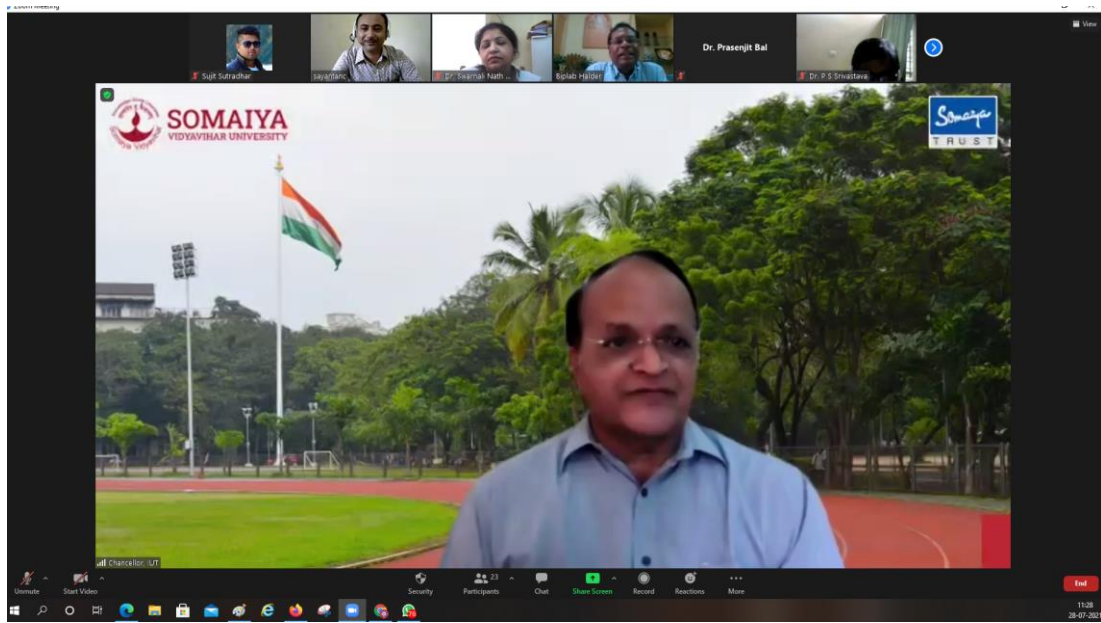 Zoom Meeting
View
Sujit Sutradhar
sayantanc
Dr. Swarnali Nath ...
Biplab Halder
Dr. Prasenjit Bal
Dr. P S Srivastava
SOMAIYA
VIDYAVIHAR UNIVERSITY
Somaiya Vidyavihar
Somaiya
TRUST
Chancellor, IUT
Unmute
Start Video
Security
23
Participants
Chat
Share Screen
Record
Reactions
More
End
11:28
28-07-2021